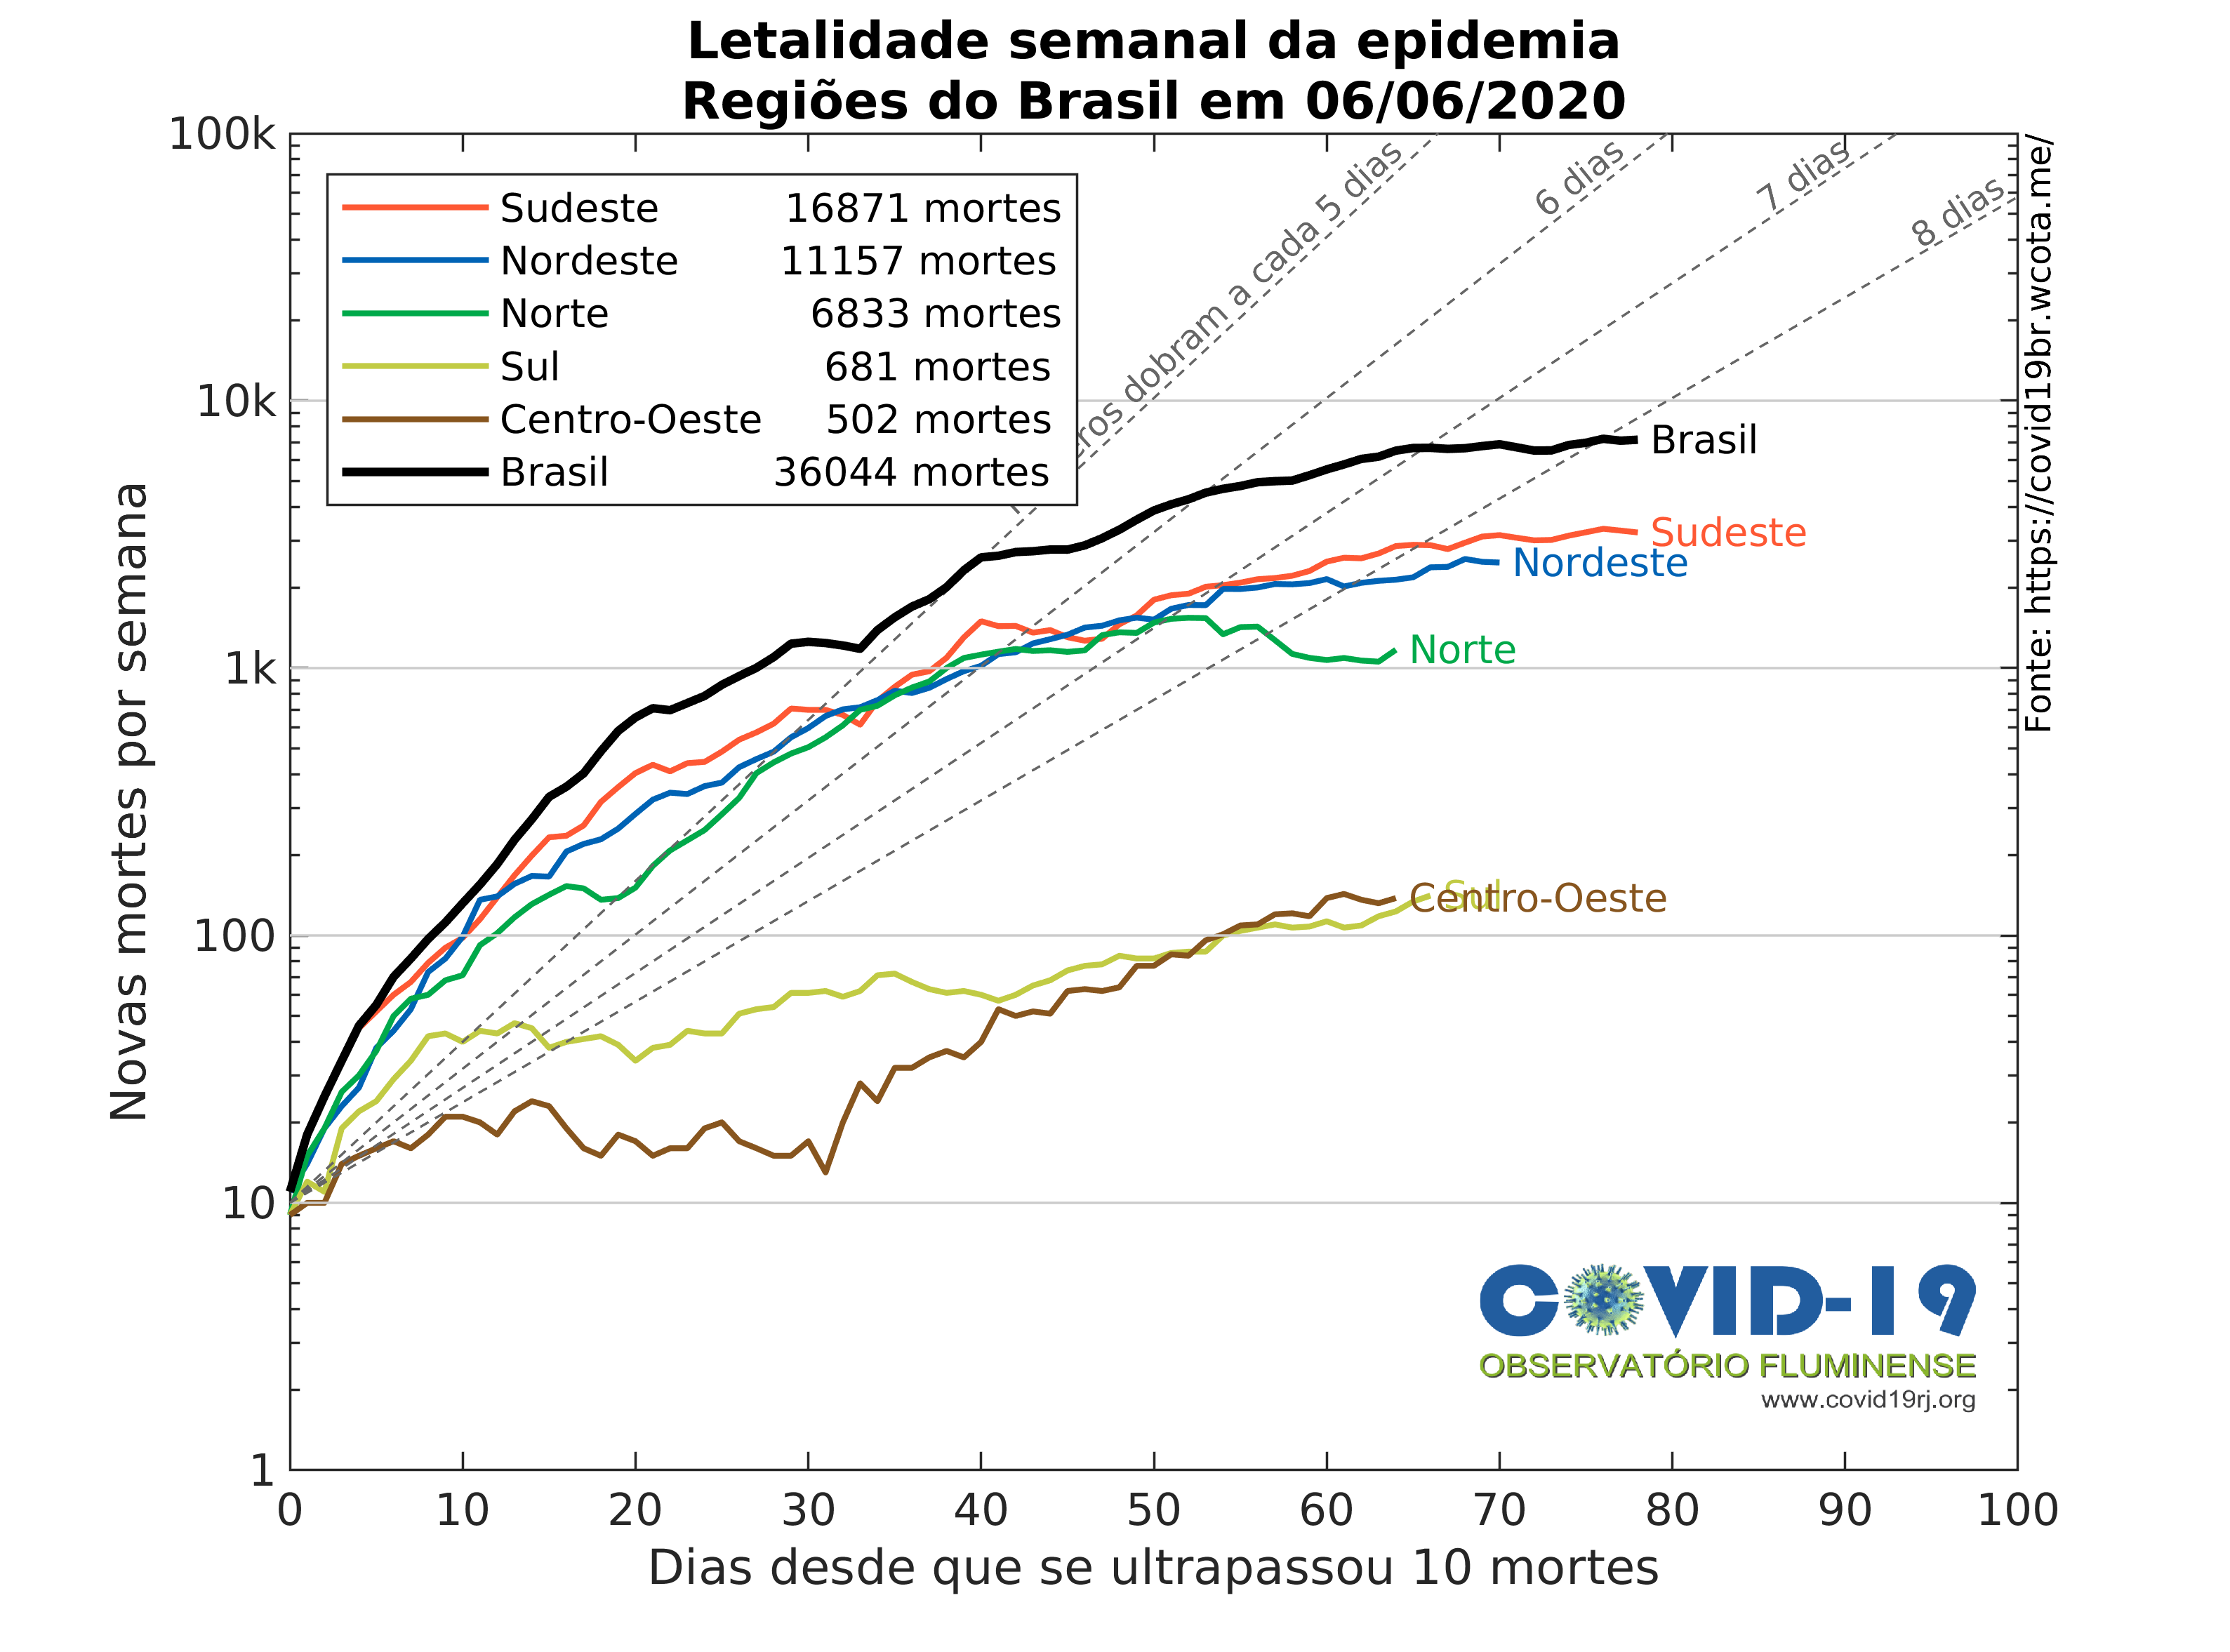 Letalidade semanal da epidemia
Regiões do Brasil em 06/06/2020
100k
10k
1k
100
10
1
Novas mortes por semana
Sudeste 16871 mortes
Nordeste 11157 mortes
Norte 6833 mortes
Sul 681 mortes
Centro-Oeste 502 mortes
Brasil 36044 mortes
dobram a cada 5 dias
6 dias
7 dias
8 dias
Brasil
Sudeste
Nordeste
Norte
Sul
Centro-Oeste
Fonte: https://covid19br.wcota.me/
COVID-19
OBSERVATÓRIO FLUMINENSE
www.covid19rj.org
0 10 20 30 40 50 60 70 80 90 100
Dias desde que se ultrapassou 10 mortes